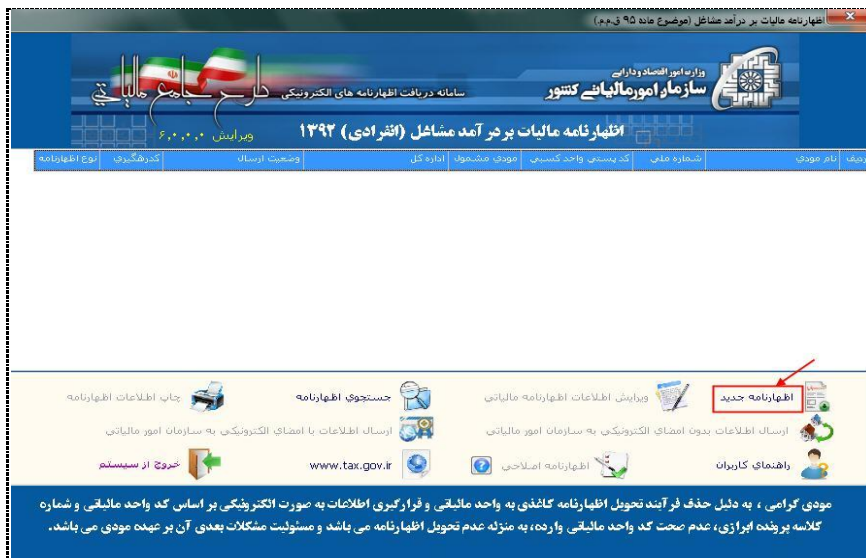 اظهارنامه مالیات بر درآمد مشاغل (موضوع ماده ۹۵ ق.م.م)
وزارت امور اقتصاد و دارایی
سازمان امور مالیاتی کشور
سامانه دریافت اظهارنامه های الکترونیکی
طرح جامع مالیاتی
اظهارنامه مالیات بر درآمد مشاغل (انفرادی) ۱۳۹۲
ویرایش ۶,۰,۰,۰
ردیف نام مودی شماره ملی کد پستی واحد کسبی مودی مشمول اداره کل وضعیت ارسال کدرهگیری نوع اظهارنامه
اظهارنامه جدید ویرایش اطلاعات اظهارنامه مالیاتی جستجوی اظهارنامه چاپ اطلاعات اظهارنامه
ارسال اطلاعات بدون امضای الکترونیکی به سازمان امور مالیاتی ارسال اطلاعات با امضای الکترونیکی به سازمان امور مالیاتی
راهنمای کاربران اظهارنامه اصلاحی www.tax.gov.ir خروج از سیستم
مودی گرامی ، به دلیل حذف فرآیند تحویل اظهارنامه کاغذی به واحد مالیاتی و قرارگیری اطلاعات به صورت الکترونیکی بر اساس کد واحد مالیاتی و شماره
کلاسه پرونده ابرازی، عدم صحت کد واحد مالیاتی وارده، به منزله عدم تحویل اظهارنامه می باشد و مسئولیت مشکلات بعدی آن بر عهده مودی می باشد.